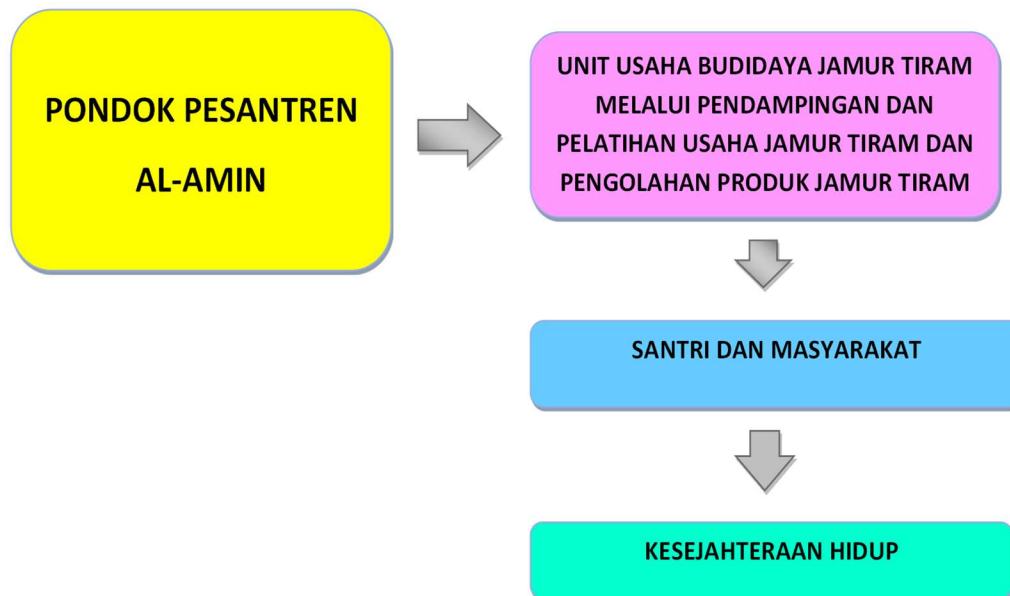 PONDOK PESANTREN
AL-AMIN
UNIT USAHA BUDIDAYA JAMUR TIRAM
MELALUI PENDAMPINGAN DAN
PELATIHAN USAHA JAMUR TIRAM DAN
PENGOLAHAN PRODUK JAMUR TIRAM
SANTRI DAN MASYARAKAT
KESEJAHTERAAN HIDUP